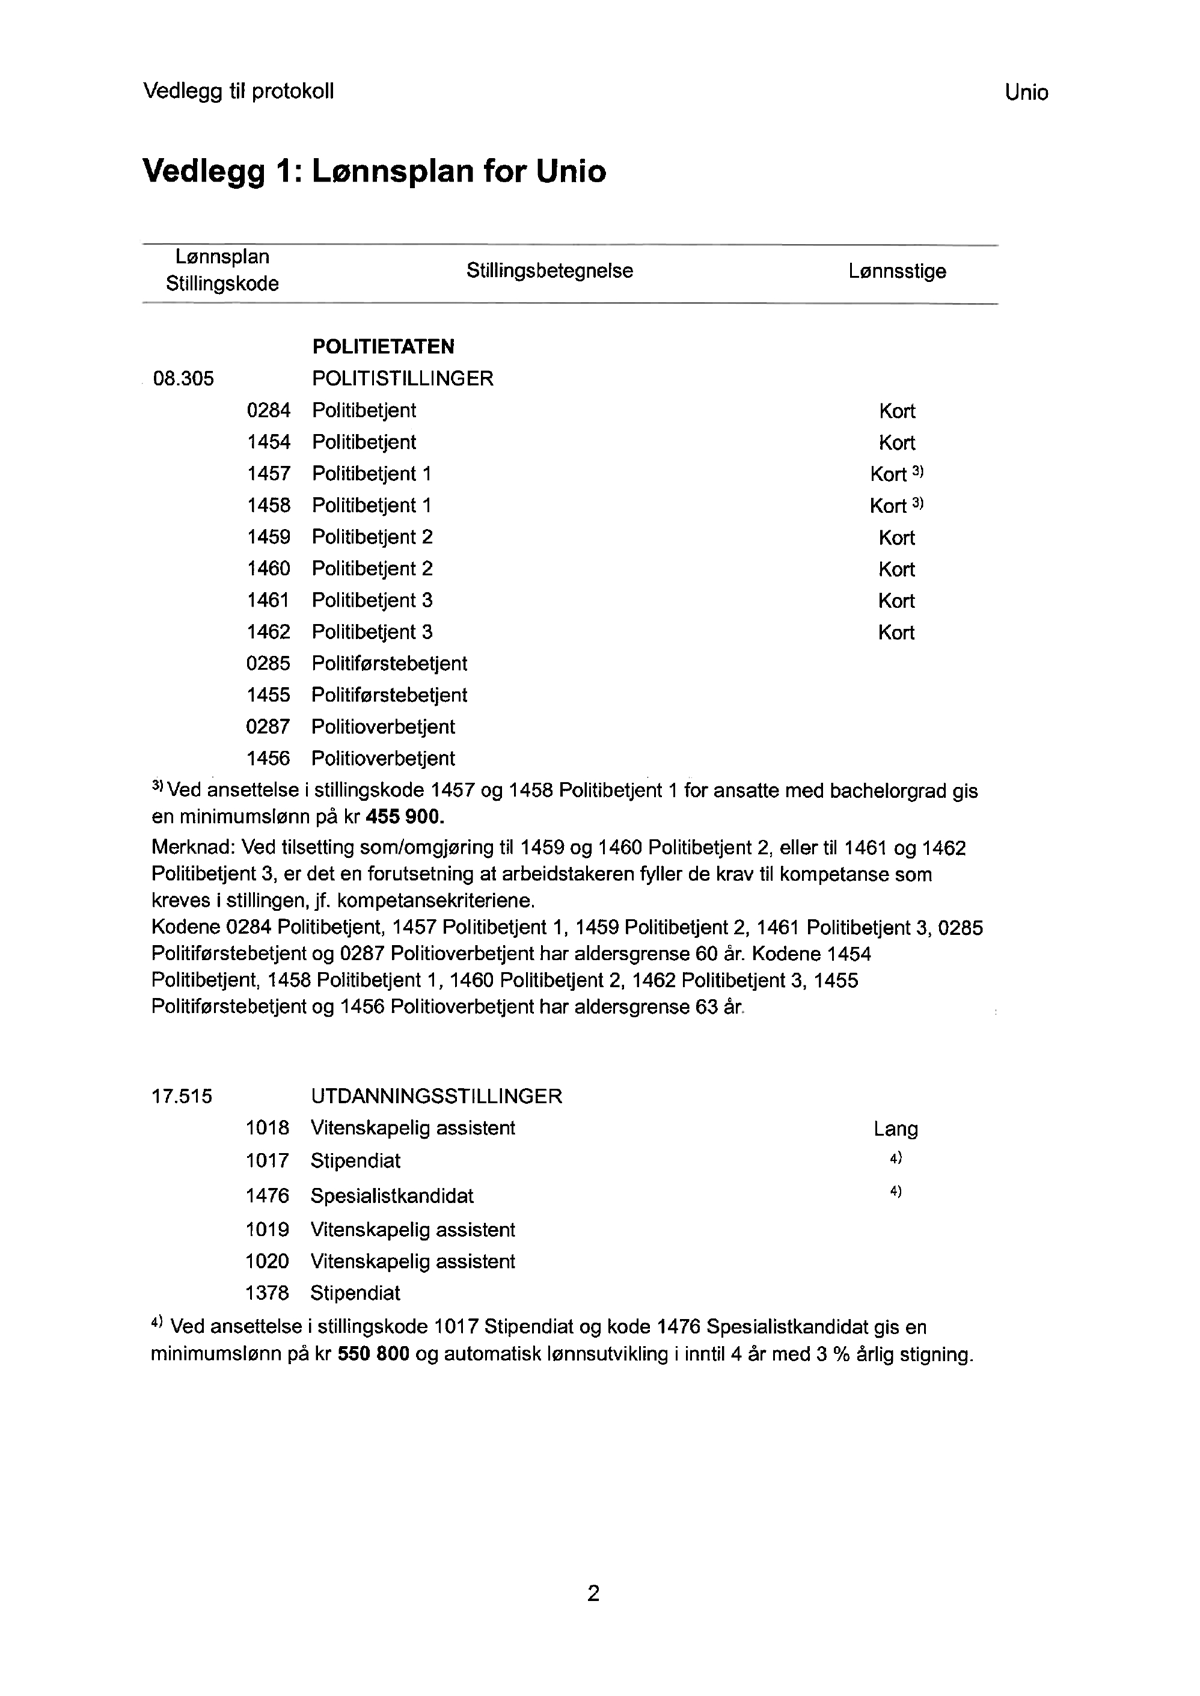 Vedlegg til protokoll Unio
Vedlegg 1: Lønnsplan for Unio
Lønnsplan
Stillingskode Stillingsbetegnelse Lønnsstige
POLITIETATEN
08.305 POLITISTILLINGER
0284 Politibetjent Kort
1454 Politibetjent Kort
1457 Politibetjent 1 Kort 3)
1458 Politibetjent 1 Kort 3)
1459 Politibetjent 2 Kort
1460 Politibetjent 2 Kort
1461 Politibetjent 3 Kort
1462 Politibetjent 3 Kort
0285 Politiførstebetjent
1455 Politiførstebetjent
0287 Politioverbetjent
1456 Politioverbetjent
3) Ved ansettelse i stillingskode 1457 og 1458 Politibetjent 1 for ansatte med bachelorgrad gis
en minimumslønn på kr 455 900.
Merknad: Ved tilsetting som/omgjøring til 1459 og 1460 Politibetjent 2, eller til 1461 og 1462
Politibetjent 3, er det en forutsetning at arbeidstakeren fyller de krav til kompetanse som
kreves i stillingen, jf. kompetansekriteriene.
Kodene 0284 Politibetjent, 1457 Politibetjent 1, 1459 Politibetjent 2, 1461 Politibetjent 3, 0285
Politiførstebetjent og 0287 Politioverbetjent har aldersgrense 60 år. Kodene 1454
Politibetjent, 1458 Politibetjent 1, 1460 Politibetjent 2, 1462 Politibetjent 3, 1455
Politiførstebetjent og 1456 Politioverbetjent har aldersgrense 63 år.
17.515 UTDANNINGSSTILLINGER
1018 Vitenskapelig assistent Lang
1017 Stipendiat 4)
1476 Spesialistkandidat 4)
1019 Vitenskapelig assistent
1020 Vitenskapelig assistent
1378 Stipendiat
4) Ved ansettelse i stillingskode 1017 Stipendiat og kode 1476 Spesialistkandidat gis en
minimumslønn på kr 550 800 og automatisk lønnsutvikling i inntil 4 år med 3 % årlig stigning.
2